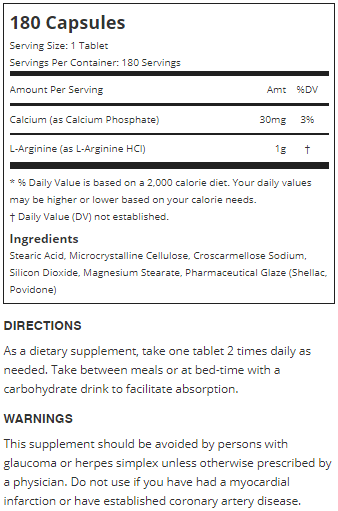 180 Capsules
Serving Size: 1 Tablet
Servings Per Container: 180 Servings
Amount Per Serving Amt %DV
Calcium (as Calcium Phosphate) 30mg 3%
L-Arginine (as L-Arginine HCl) 1g †
* % Daily Value is based on a 2,000 calorie diet. Your daily values
may be higher or lower based on your calorie needs.
† Daily Value (DV) not established.
Ingredients
Stearic Acid, Microcrystalline Cellulose, Croscarmellose Sodium,
Silicon Dioxide, Magnesium Stearate, Pharmaceutical Glaze (Shellac,
Povidone)
DIRECTIONS
As a dietary supplement, take one tablet 2 times daily as
needed. Take between meals or at bed-time with a
carbohydrate drink to facilitate absorption.
WARNINGS
This supplement should be avoided by persons with
glaucoma or herpes simplex unless otherwise prescribed by
a physician. Do not use if you have had a myocardial
infarction or have established coronary artery disease.